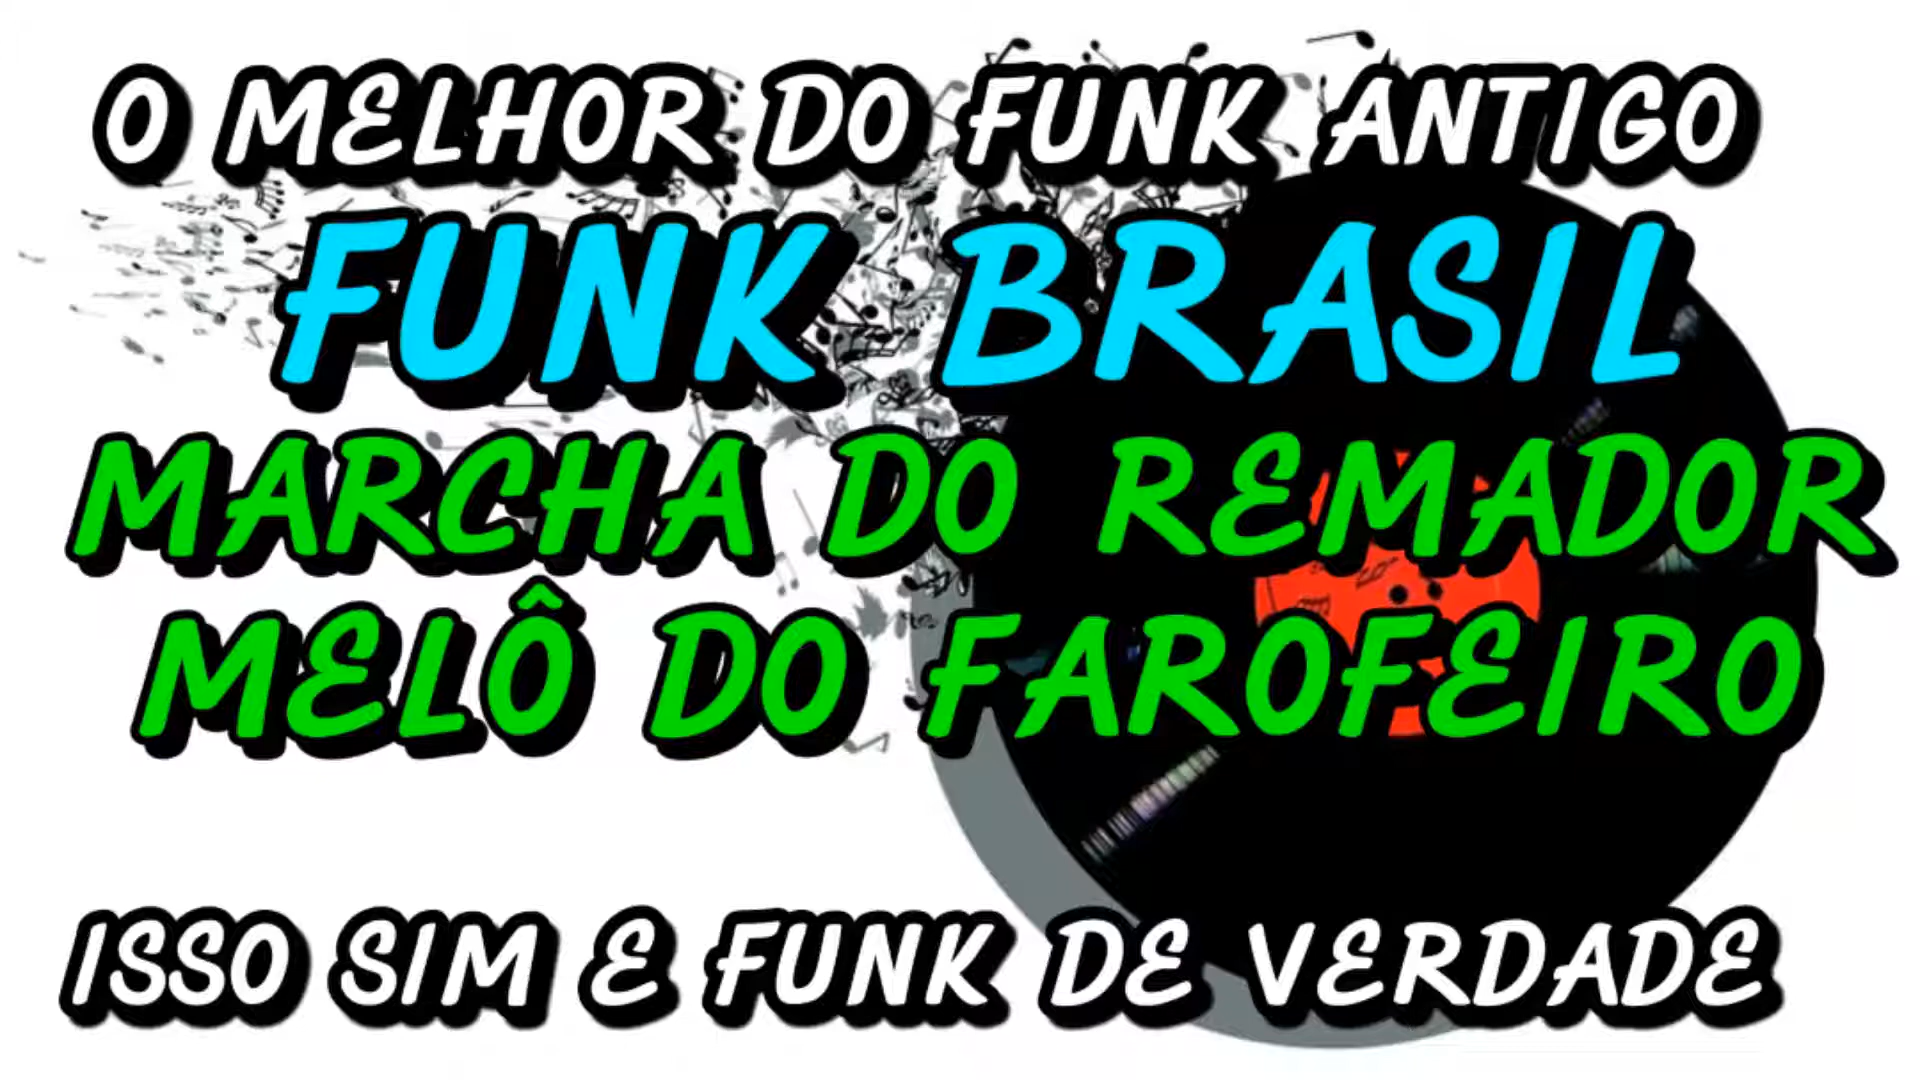 O MELHOR DO FUNK ANTIGO
FUNK BRASIL
MARCHA DO REMADOR
MELÔ DO FAROFEIRO
ISSO SIM E FUNK DE VERDADE